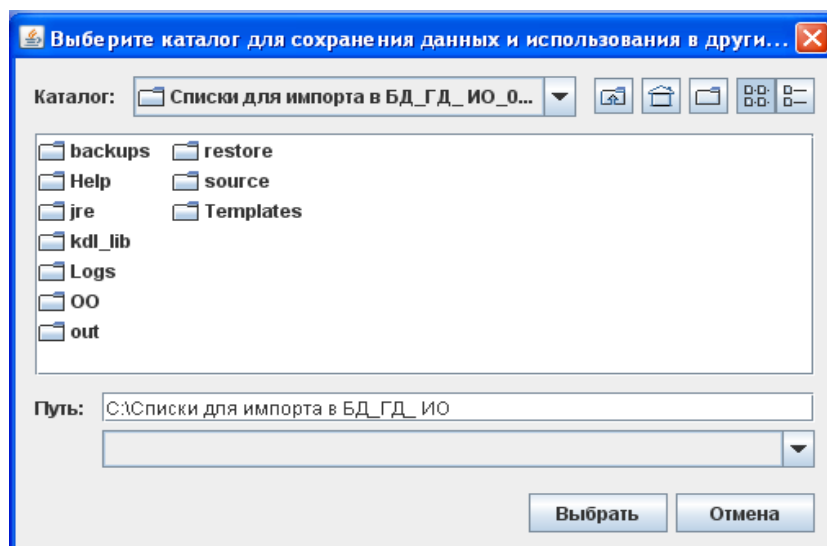 Выберите каталог для сохранения данных и использования в други...
Каталог: Списки для импорта в БД_ГД_ ИО_0...
backups restore
Help source
jre Templates
kdl_lib
Logs
OO
out
Путь: C:\Списки для импорта в БД_ГД_ ИО
Выбрать Отмена